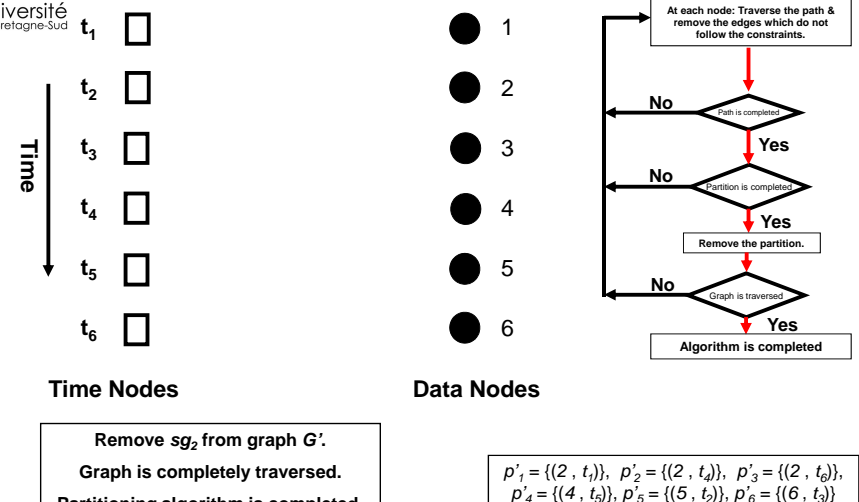 t1
t2
t3
t4
t5
t6
Time
Time Nodes
1
2
3
4
5
6
Data Nodes
At each node: Traverse the path &
remove the edges which do not
follow the constraints.
No
Path is completed
Yes
No
Partition is completed
Yes
Remove the partition.
No
Graph is traversed
Yes
Algorithm is completed
Remove sg2 from graph G’.
Graph is completely traversed.
Partitioning algorithm is completed
p’1 = {(2 , t1)}, p’2 = {(2 , t4)}, p’3 = {(2 , t6)},
p’4 = {(4 , t5)}, p’5 = {(5 , t2)}, p’6 = {(6 , t3)}